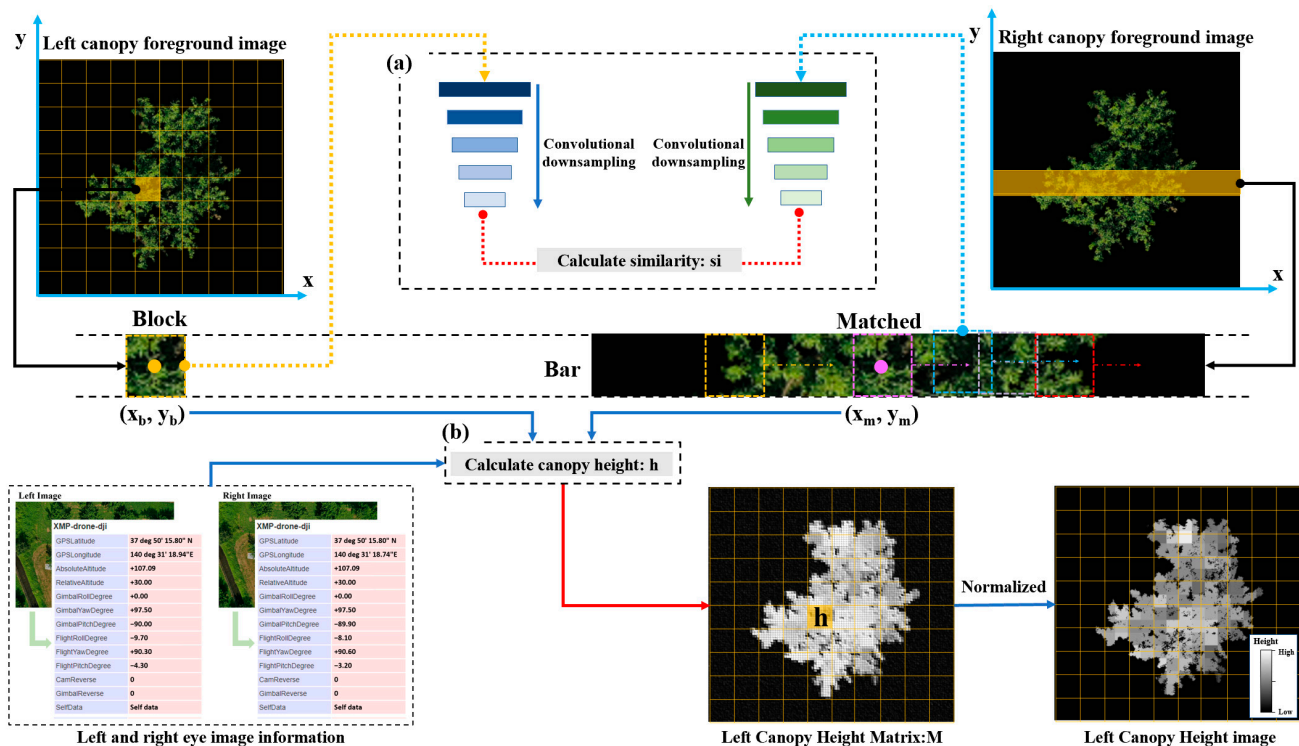 y
Left canopy foreground image
x
(a)
Convolutional
downsampling
Convolutional
downsampling
Calculate similarity: si
y
Right canopy foreground image
x
Block
Matched
Bar
(xb, yb)
(xm, ym)
(b)
Calculate canopy height: h
Left Image
XMP-drone-dji
GPSLatitude 37 deg 50' 15.80" N
GPSLongitude 140 deg 31' 18.94"E
AbsoluteAltitude +107.09
RelativeAltitude +30.00
GimbalRollDegree +0.00
GimbalYawDegree +97.50
GimbalPitchDegree −90.00
FlightRollDegree −9.70
FlightYawDegree +90.30
FlightPitchDegree −4.30
CamReverse 0
GimbalReverse 0
SelfData Self data
Right Image
XMP-drone-dji
GPSLatitude 37 deg 50' 15.80" N
GPSLongitude 140 deg 31' 18.74"E
AbsoluteAltitude +107.09
RelativeAltitude +30.00
GimbalRollDegree +0.00
GimbalYawDegree +97.50
GimbalPitchDegree −89.90
FlightRollDegree −8.10
FlightYawDegree +90.60
FlightPitchDegree −3.20
CamReverse 0
GimbalReverse 0
SelfData Self data
Left and right eye image information
h
Left Canopy Height Matrix:M
Normalized
Height
High
Low
Left Canopy Height image